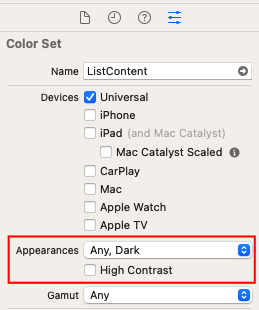 Color Set
Name ListContent
Devices Universal
iPhone
iPad (and Mac Catalyst)
Mac Catalyst Scaled
CarPlay
Mac
Apple Watch
Apple TV
Appearances Any, Dark
High Contrast
Gamut Any